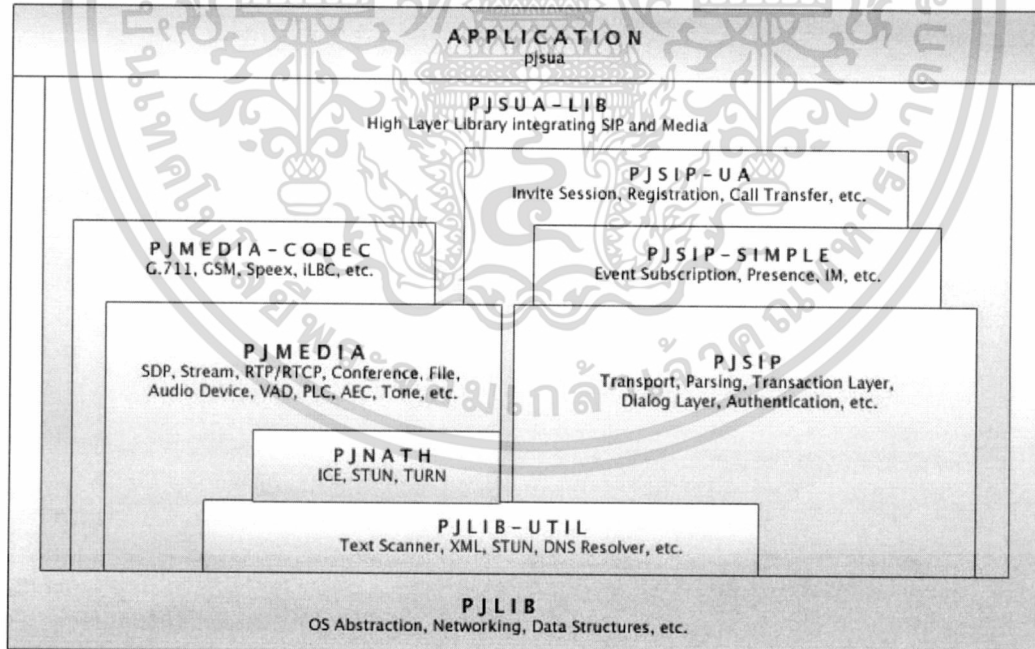 APPLICATION
pjsua
PJSUA-LIB
High Layer Library integrating SIP and Media
PJSIP-UA
Invite Session, Registration, Call Transfer, etc.
PJMEDIA-CODEC
G.711, GSM, Speex, iLBC, etc.
PJSIP-SIMPLE
Event Subscription, Presence, IM, etc.
PJMEDIA
SDP, Stream, RTP/RTCP, Conference, File,
Audio Device, VAD, PLC, AEC, Tone, etc.
PJSIP
Transport, Parsing, Transaction Layer,
Dialog Layer, Authentication, etc.
PJNATH
ICE, STUN, TURN
PJLIB-UTIL
Text Scanner, XML, STUN, DNS Resolver, etc.
PJLIB
OS Abstraction, Networking, Data Structures, etc.